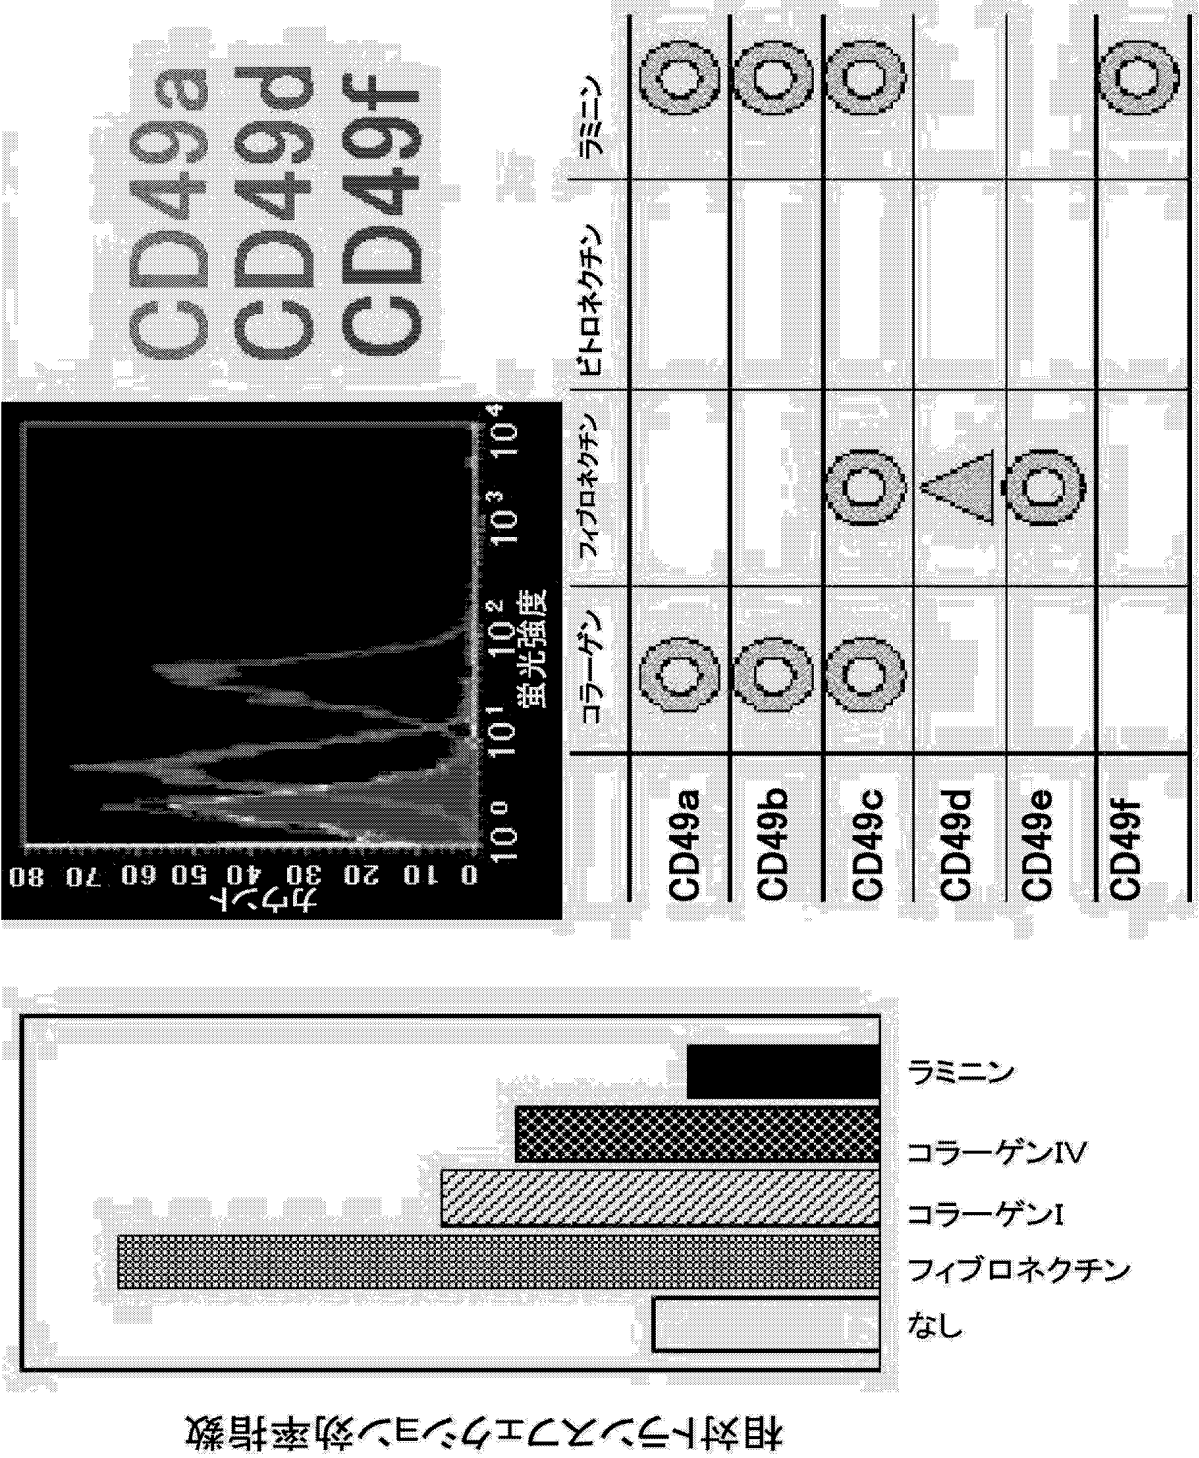 相対トランスフェクション効率指数
なし
フィブロネクチン
コラーゲンI
コラーゲンIV
ラミニン
カウント
80 70 60 50 40 30 20 10 0
10⁰ 10¹ 10² 10³ 10⁴
蛍光強度
CD49a
CD49d
CD49f
コラーゲン フィブロネクチン ビトロネクチン ラミニン
CD49a
CD49b
CD49c
CD49d
CD49e
CD49f